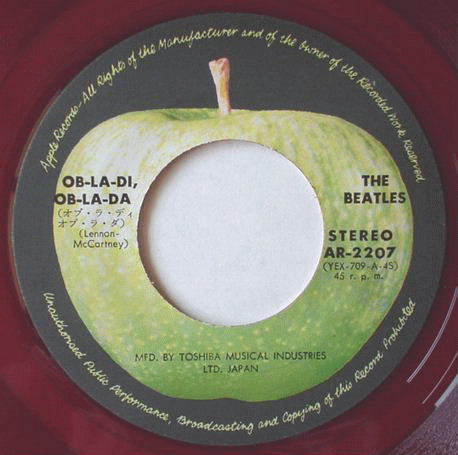 Apple Records-All Rights of the Manufacturer and of the Owner of the Recorded Work Reserved
OB-LA-DI,
OB-LA-DA
(オブ・ラ・ディ
オブ・ラ・ダ)
(Lennon-
McCartney)
THE
BEATLES
STEREO
AR-2207
(YEX-709-A-45)
45 r. p. m.
MFD. BY TOSHIBA MUSICAL INDUSTRIES
LTD. JAPAN
Unauthorised Public Performance, Broadcasting and Copying of this Record Prohibited